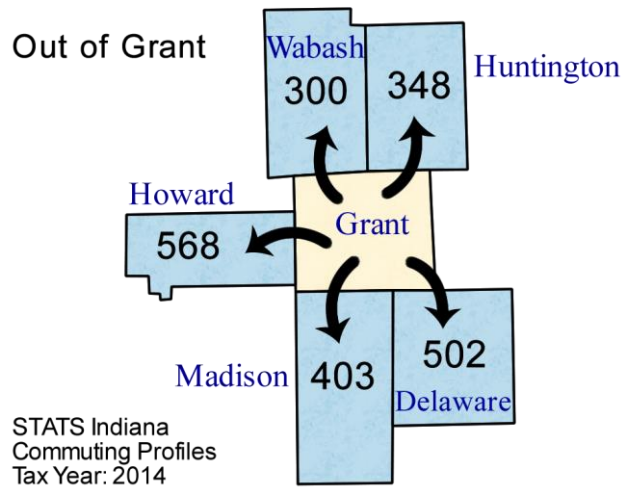 Out of Grant
Wabash
300
348
Huntington
Howard
568
Grant
Madison
403
502
Delaware
STATS Indiana
Commuting Profiles
Tax Year: 2014